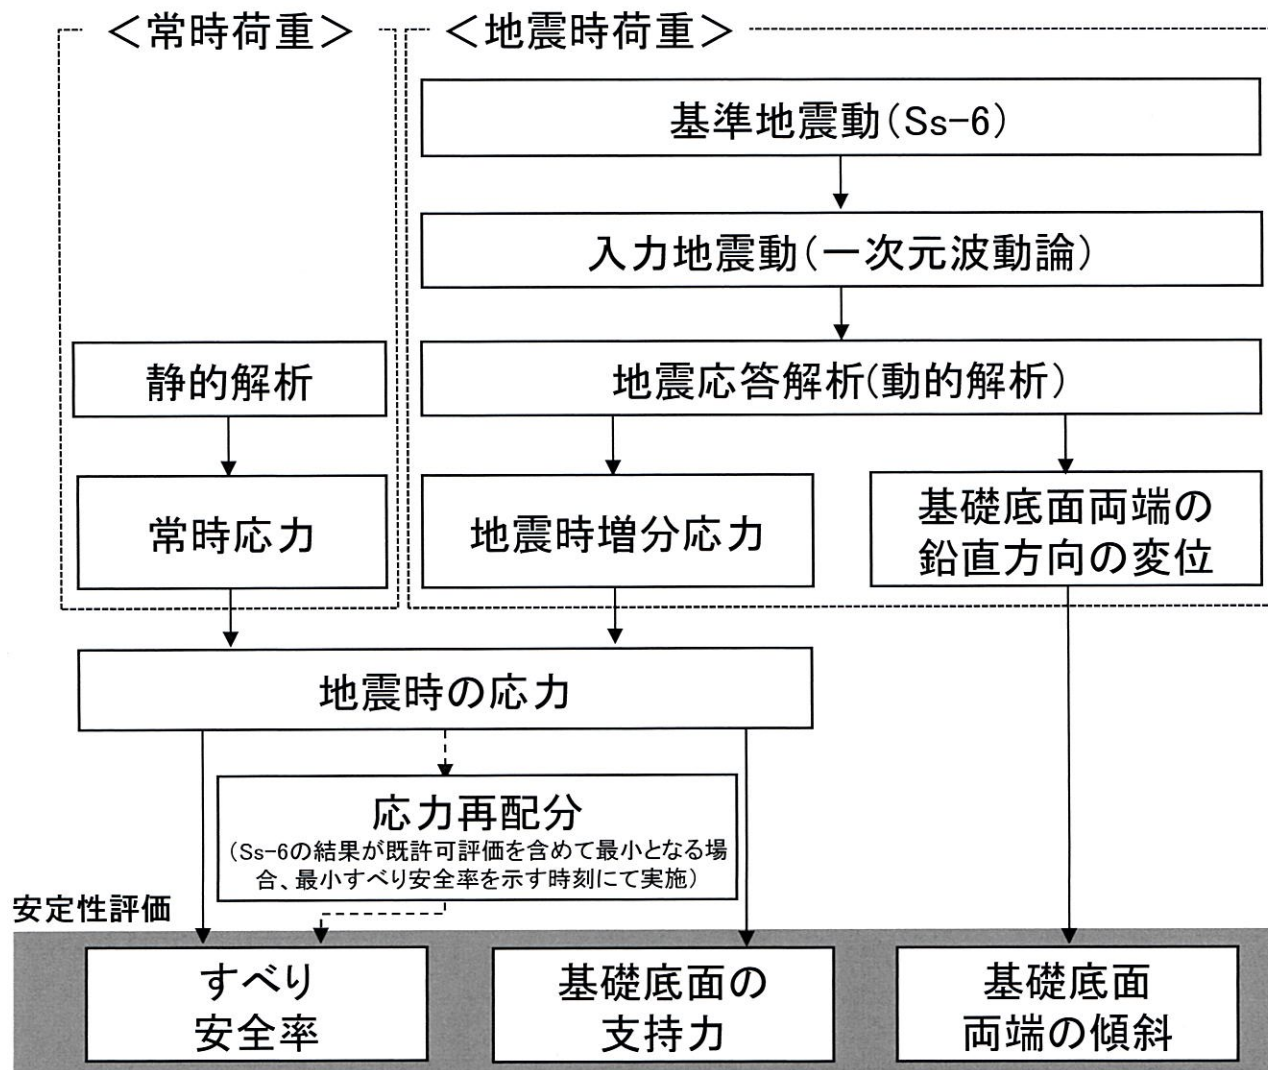 ＜常時荷重＞
＜地震時荷重＞
基準地震動（Ss-6）
入力地震動（一次元波動論）
静的解析
地震応答解析(動的解析）
常時応力
地震時増分応力
基礎底面両端の
鉛直方向の変位
地震時の応力
応力再配分
(Ss-6の結果が既許可評価を含めて最小となる場
合、最小すべり安全率を示す時刻にて実施)
安定性評価
すべり
安全率
基礎底面の
支持力
基礎底面
両端の傾斜